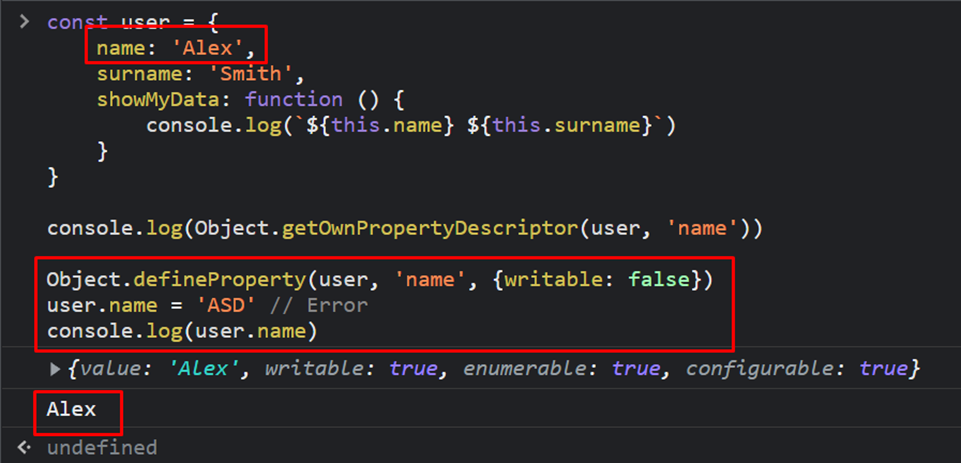 const user = {
name: 'Alex',
surname: 'Smith',
showMyData: function () {
console.log(`${this.name} ${this.surname}`)
}
}
console.log(Object.getOwnPropertyDescriptor(user, 'name'))
Object.defineProperty(user, 'name', {writable: false})
user.name = 'ASD' // Error
console.log(user.name)
{value: 'Alex', writable: true, enumerable: true, configurable: true}
Alex
undefined